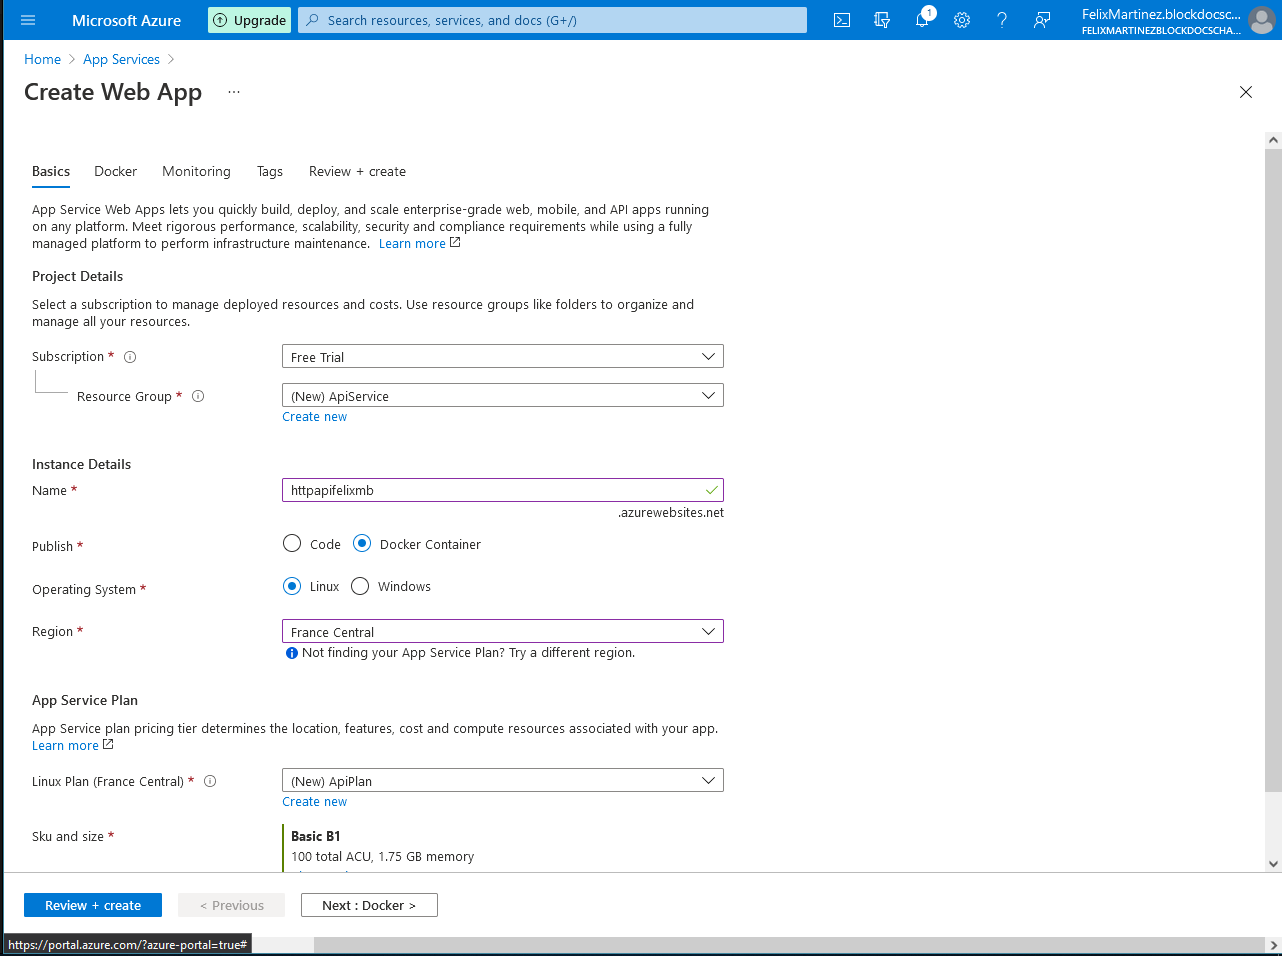 Microsoft Azure
Upgrade
Search resources, services, and docs (G+/)
1
FelixMartinez.blockdocsc...
FELIXMARTINEZBLOCKDOCSCHA...
Home > App Services >
Create Web App ...
Basics
Docker
Monitoring
Tags
Review + create
App Service Web Apps lets you quickly build, deploy, and scale enterprise-grade web, mobile, and API apps running
on any platform. Meet rigorous performance, scalability, security and compliance requirements while using a fully
managed platform to perform infrastructure maintenance. Learn more
Project Details
Select a subscription to manage deployed resources and costs. Use resource groups like folders to organize and
manage all your resources.
Subscription *
Free Trial
Resource Group *
(New) ApiService
Create new
Instance Details
Name *
httpapifelixmb
.azurewebsites.net
Publish *
Code
Docker Container
Operating System *
Linux
Windows
Region *
France Central
Not finding your App Service Plan? Try a different region.
App Service Plan
App Service plan pricing tier determines the location, features, cost and compute resources associated with your app.
Learn more
Linux Plan (France Central) *
(New) ApiPlan
Create new
Sku and size *
Basic B1
100 total ACU, 1.75 GB memory
Review + create
< Previous
Next : Docker >
https://portal.azure.com/?azure-portal=true#